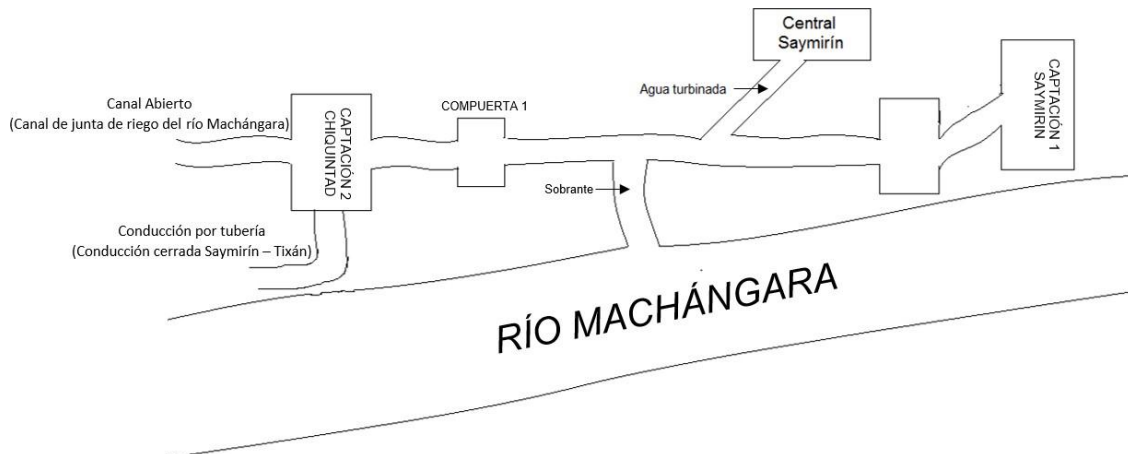 Central
Saymirín
Agua turbinada
CAPTACIÓN 1
SAYMIRIN
Canal Abierto
(Canal de junta de riego del río Machángara)
COMPUERTA 1
CAPTACIÓN 2
CHIQUINTAD
Sobrante
Conducción por tubería
(Conducción cerrada Saymirín – Tixán)
RÍO MACHÁNGARA